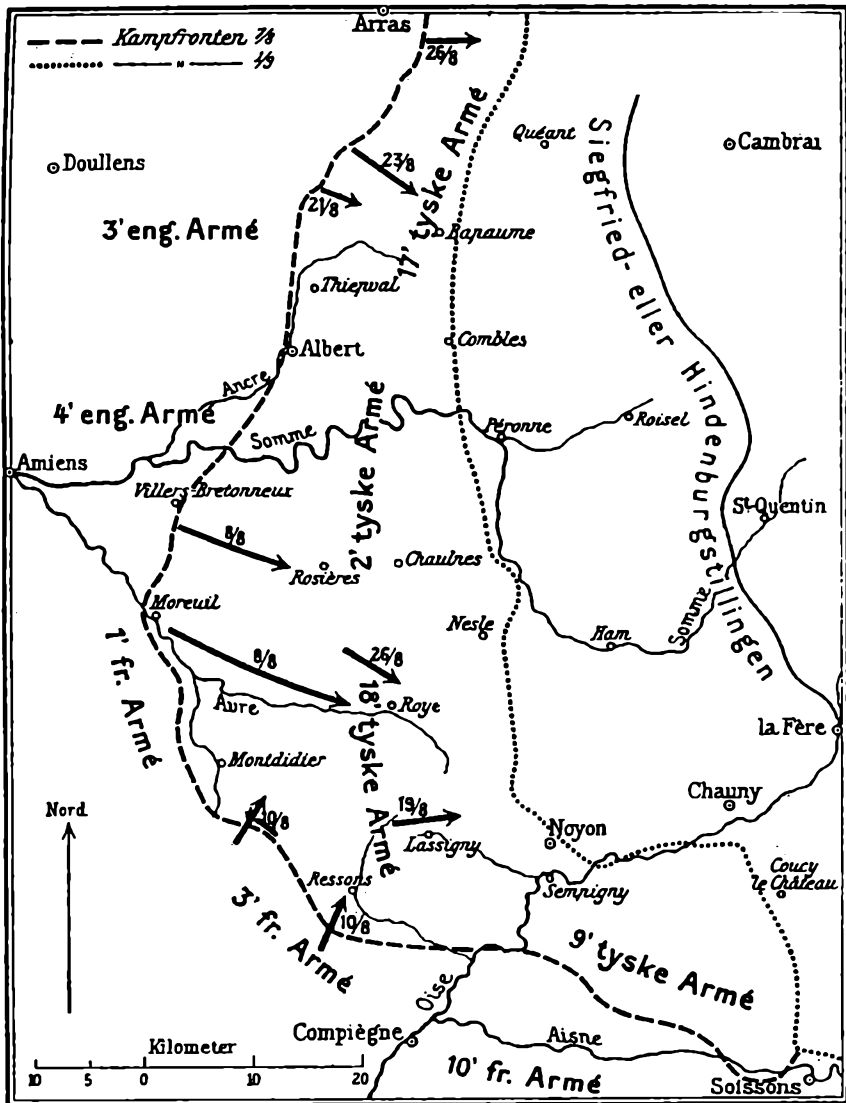 Arras
Kampfronten 7/8
" 1/9
26/8
Quéant
Cambrai
Doullens
23/8
21/8
3' eng. Armé
17' tyske Armé
Bapaume
Siegfried- eller Hindenburgstillingen
Thiepval
Albert
Combles
Ancre
4' eng. Armé
Somme
Péronne
Roisel
Amiens
Villers-Bretonneux
2' tyske Armé
St Quentin
8/8
Rosières
Chaulnes
Moreuil
Nesle
Ham
Somme
1' fr. Armé
8/8
26/8
Avre
Roye
18' tyske Armé
la Fère
Montdidier
Chauny
Nord
10/8
19/8
Lassigny
Noyon
Ressons
Sempigny
Coucy
le Château
3' fr. Armé
10/8
9' tyske Armé
Oise
Compiègne
Aisne
Kilometer
10 5 0 10 20
10' fr. Armé
Soissons